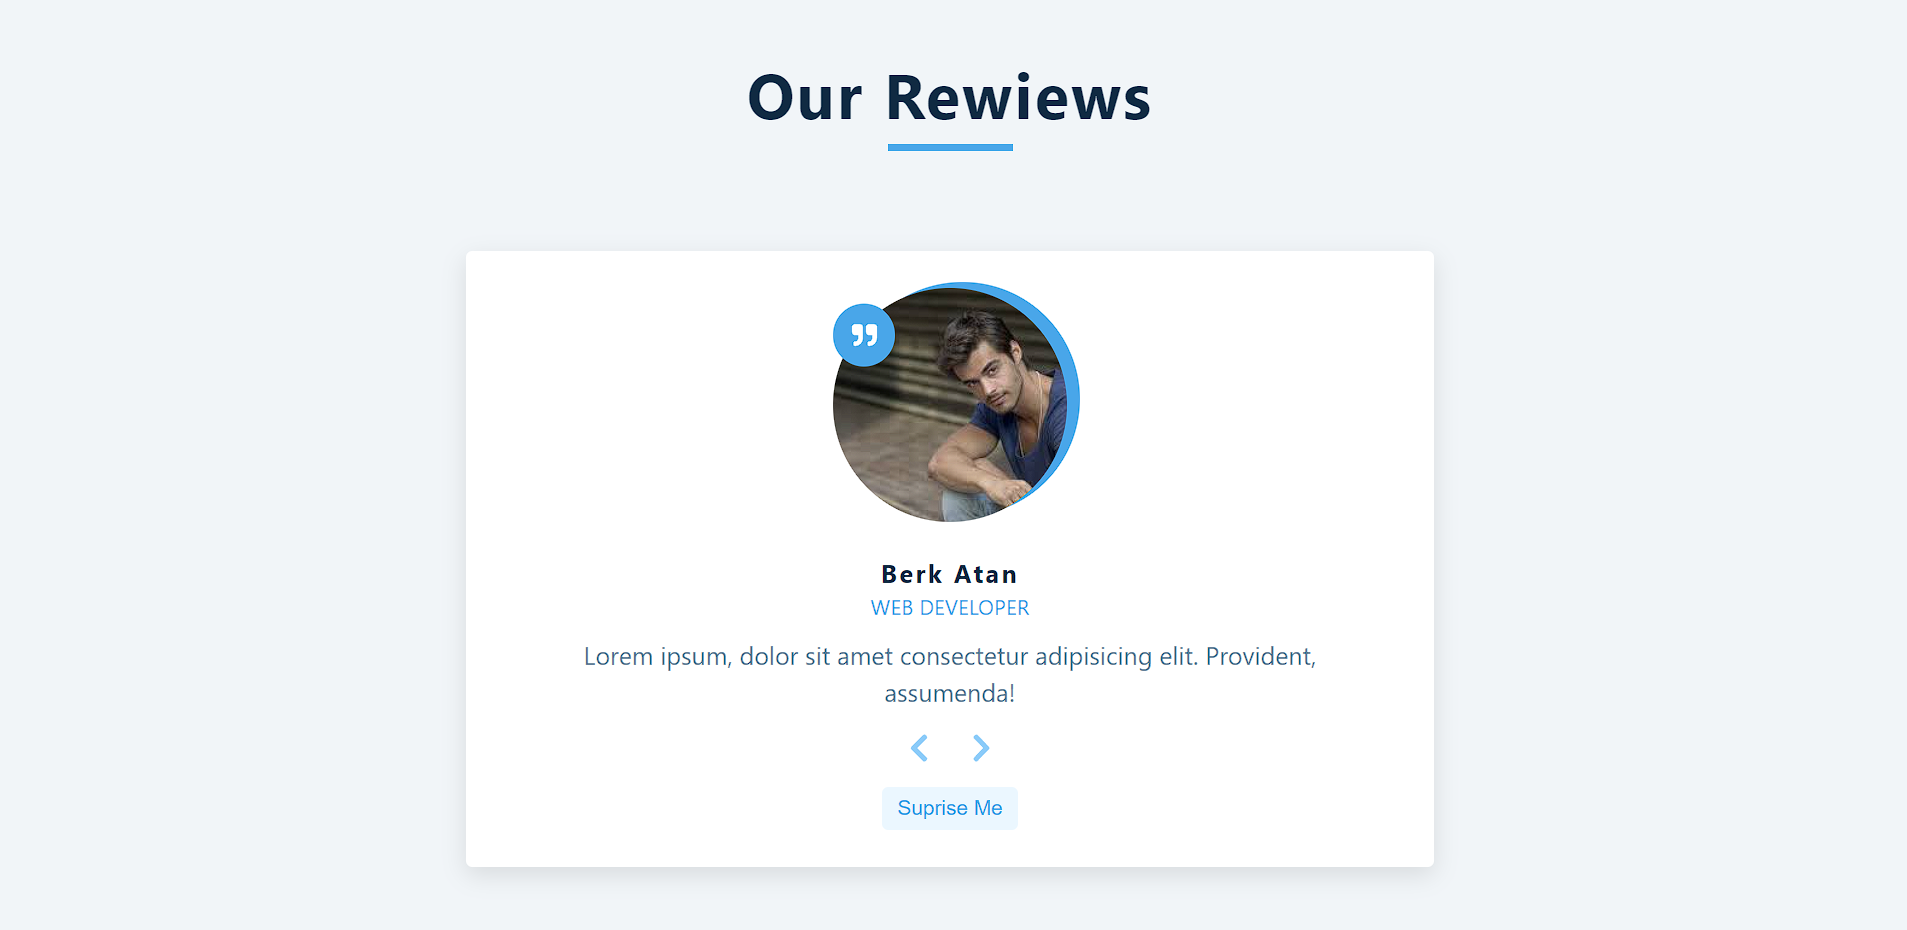 Our Rewiews
Berk Atan
WEB DEVELOPER
Lorem ipsum, dolor sit amet consectetur adipisicing elit. Provident,
assumenda!
Suprise Me